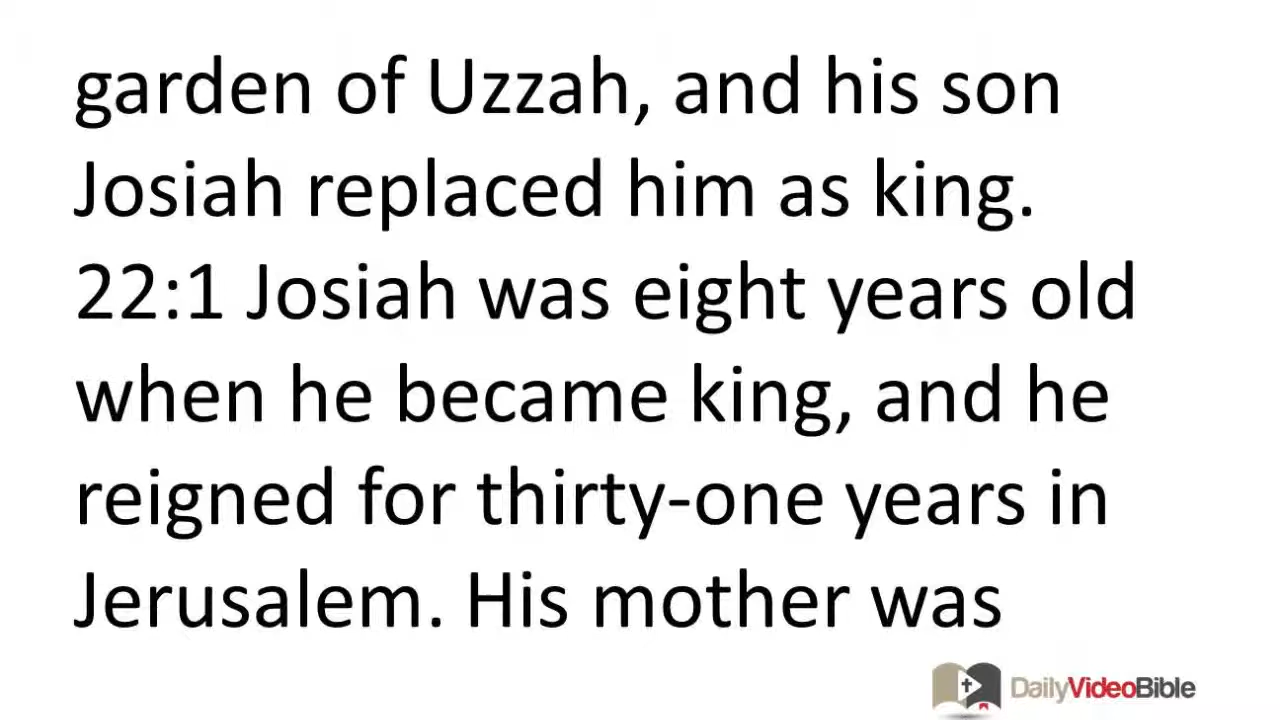 garden of Uzzah, and his son
Josiah replaced him as king.
22:1 Josiah was eight years old
when he became king, and he
reigned for thirty-one years in
Jerusalem. His mother was
DailyVideoBible